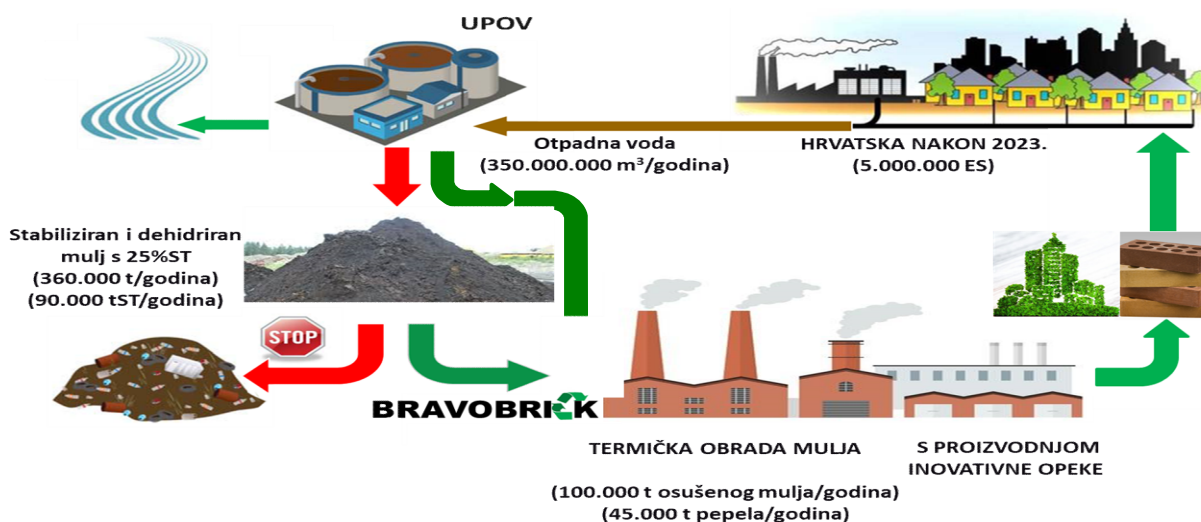 UPOV
Otpadna voda
(350.000.000 m³/godina)
HRVATSKA NAKON 2023.
(5.000.000 ES)
Stabiliziran i dehidriran
mulj s 25%ST
(360.000 t/godina)
(90.000 tST/godina)
STOP
BRAVOBRICK
TERMIČKA OBRADA MULJA
(100.000 t osušenog mulja/godina)
(45.000 t pepela/godina)
S PROIZVODNJOM
INOVATIVNE OPEKE